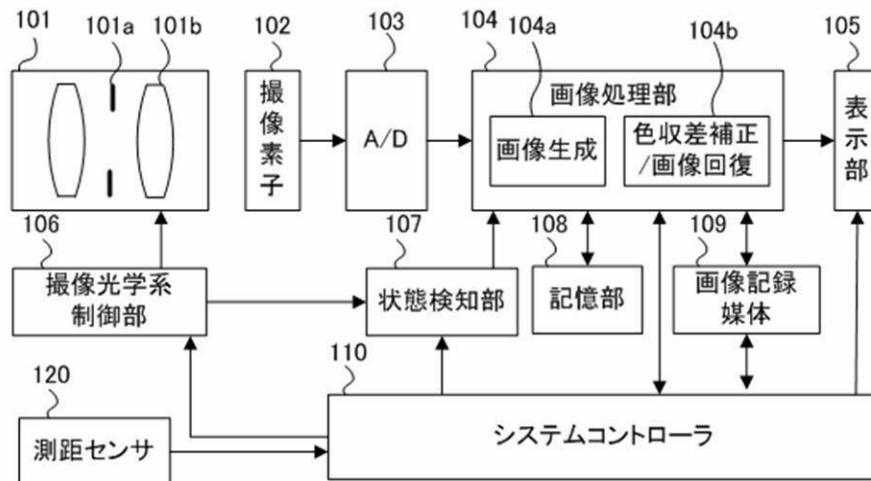 101
101a
101b
102
103
104
104a
104b
105
撮像素子
A/D
画像処理部
画像生成
色収差補正
/画像回復
表示部
106
107
108
109
撮像光学系
制御部
状態検知部
記憶部
画像記録
媒体
120
110
測距センサ
システムコントローラ